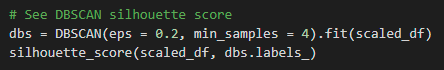 # See DBSCAN silhouette score
dbs = DBSCAN(eps = 0.2, min_samples = 4).fit(scaled_df)
silhouette_score(scaled_df, dbs.labels_)